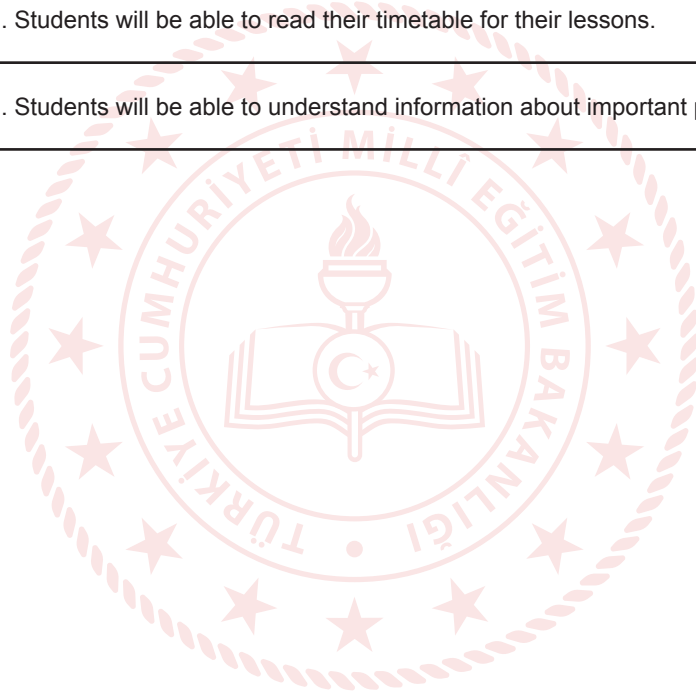 . Students will be able to read their timetable for their lessons.
. Students will be able to understand information about important
TÜRKİYE CUMHURİYETİ MİLLÎ EĞİTİM BAKANLIĞI